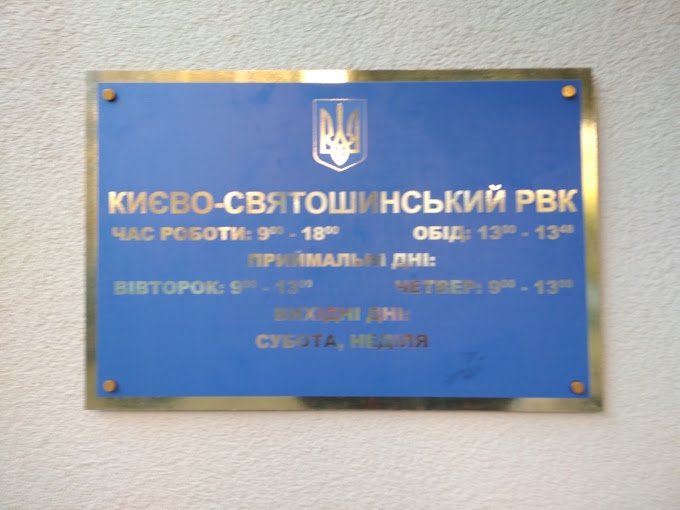 КИЄВО-СВЯТОШИНСЬКИЙ РВК
ЧАС РОБОТИ: 9⁰⁰ - 18⁰⁰ ОБІД: 13⁰⁰ - 13⁴⁸
ПРИЙМАЛЬНІ ДНІ:
ВІВТОРОК: 9⁰⁰ - 13⁰⁰ ЧЕТВЕР: 9⁰⁰ - 13⁰⁰
ВИХІДНІ ДНІ:
СУБОТА, НЕДІЛЯ